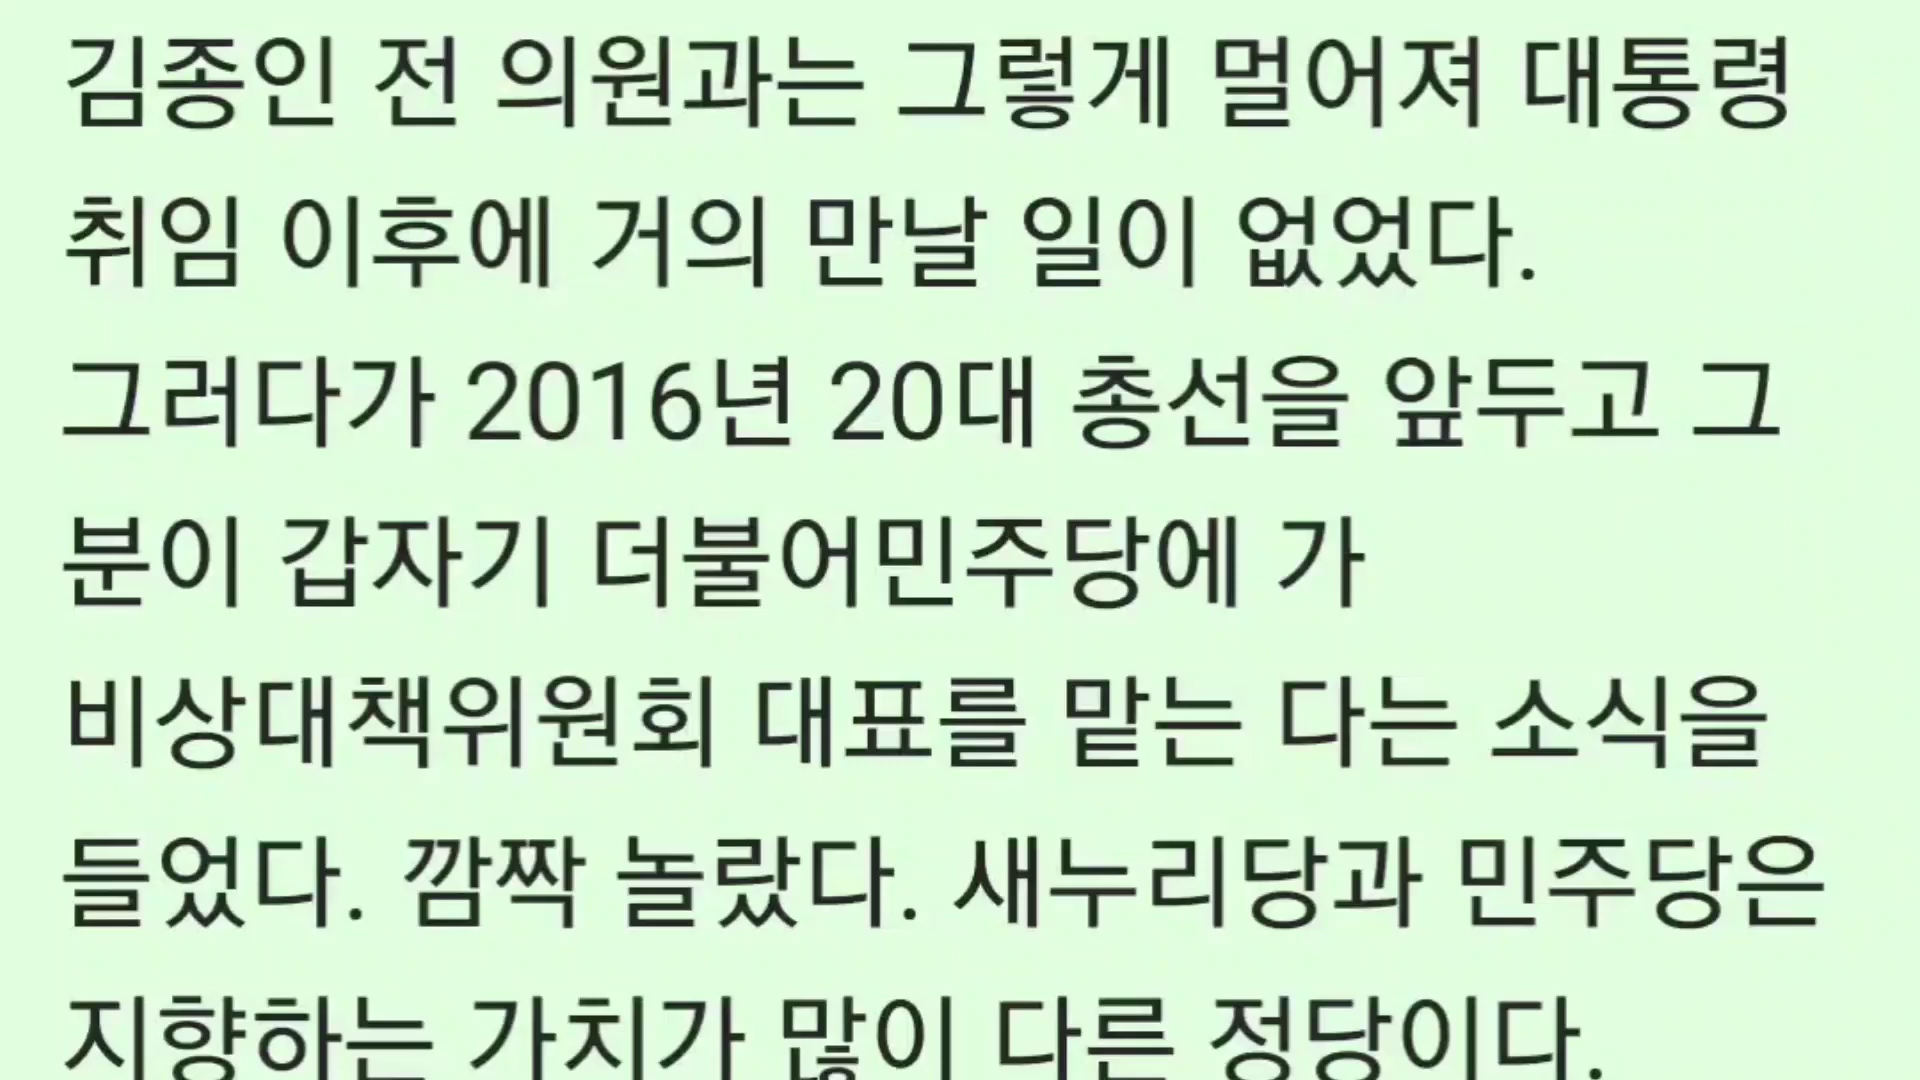 김종인 전 의원과는 그렇게 멀어져 대통령
취임 이후에 거의 만날 일이 없었다.
그러다가 2016년 20대 총선을 앞두고 그
분이 갑자기 더불어민주당에 가
비상대책위원회 대표를 맡는 다는 소식을
들었다. 깜짝 놀랐다. 새누리당과 민주당은
지향하는 가치가 많이 다른 정당이다.